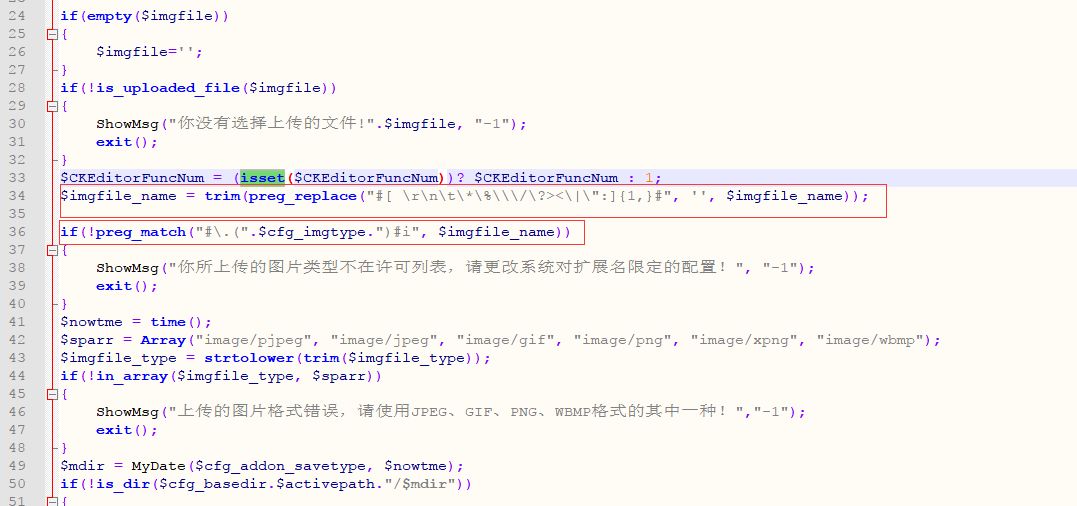 24 if(empty($imgfile))
25 {
26 $imgfile='';
27 }
28 if(!is_uploaded_file($imgfile))
29 {
30 ShowMsg("你没有选择上传的文件!".$imgfile, "-1");
31 exit();
32 }
33 $CKEditorFuncNum = (isset($CKEditorFuncNum))? $CKEditorFuncNum : 1;
34 $imgfile_name = trim(preg_replace("#[ \r\n\t\*\%\\\/\?><\|\":]{1,}#", '', $imgfile_name));
35
36 if(!preg_match("#\.(".$cfg_imgtype.")#i", $imgfile_name))
37 {
38 ShowMsg("你所上传的图片类型不在许可列表，请更改系统对扩展名限定的配置！", "-1");
39 exit();
40 }
41 $nowtme = time();
42 $sparr = Array("image/pjpeg", "image/jpeg", "image/gif", "image/png", "image/xpng", "image/wbmp");
43 $imgfile_type = strtolower(trim($imgfile_type));
44 if(!in_array($imgfile_type, $sparr))
45 {
46 ShowMsg("上传的图片格式错误，请使用JPEG、GIF、PNG、WBMP格式的其中一种！","-1");
47 exit();
48 }
49 $mdir = MyDate($cfg_addon_savetype, $nowtme);
50 if(!is_dir($cfg_basedir.$activepath."/$mdir"))
51 {